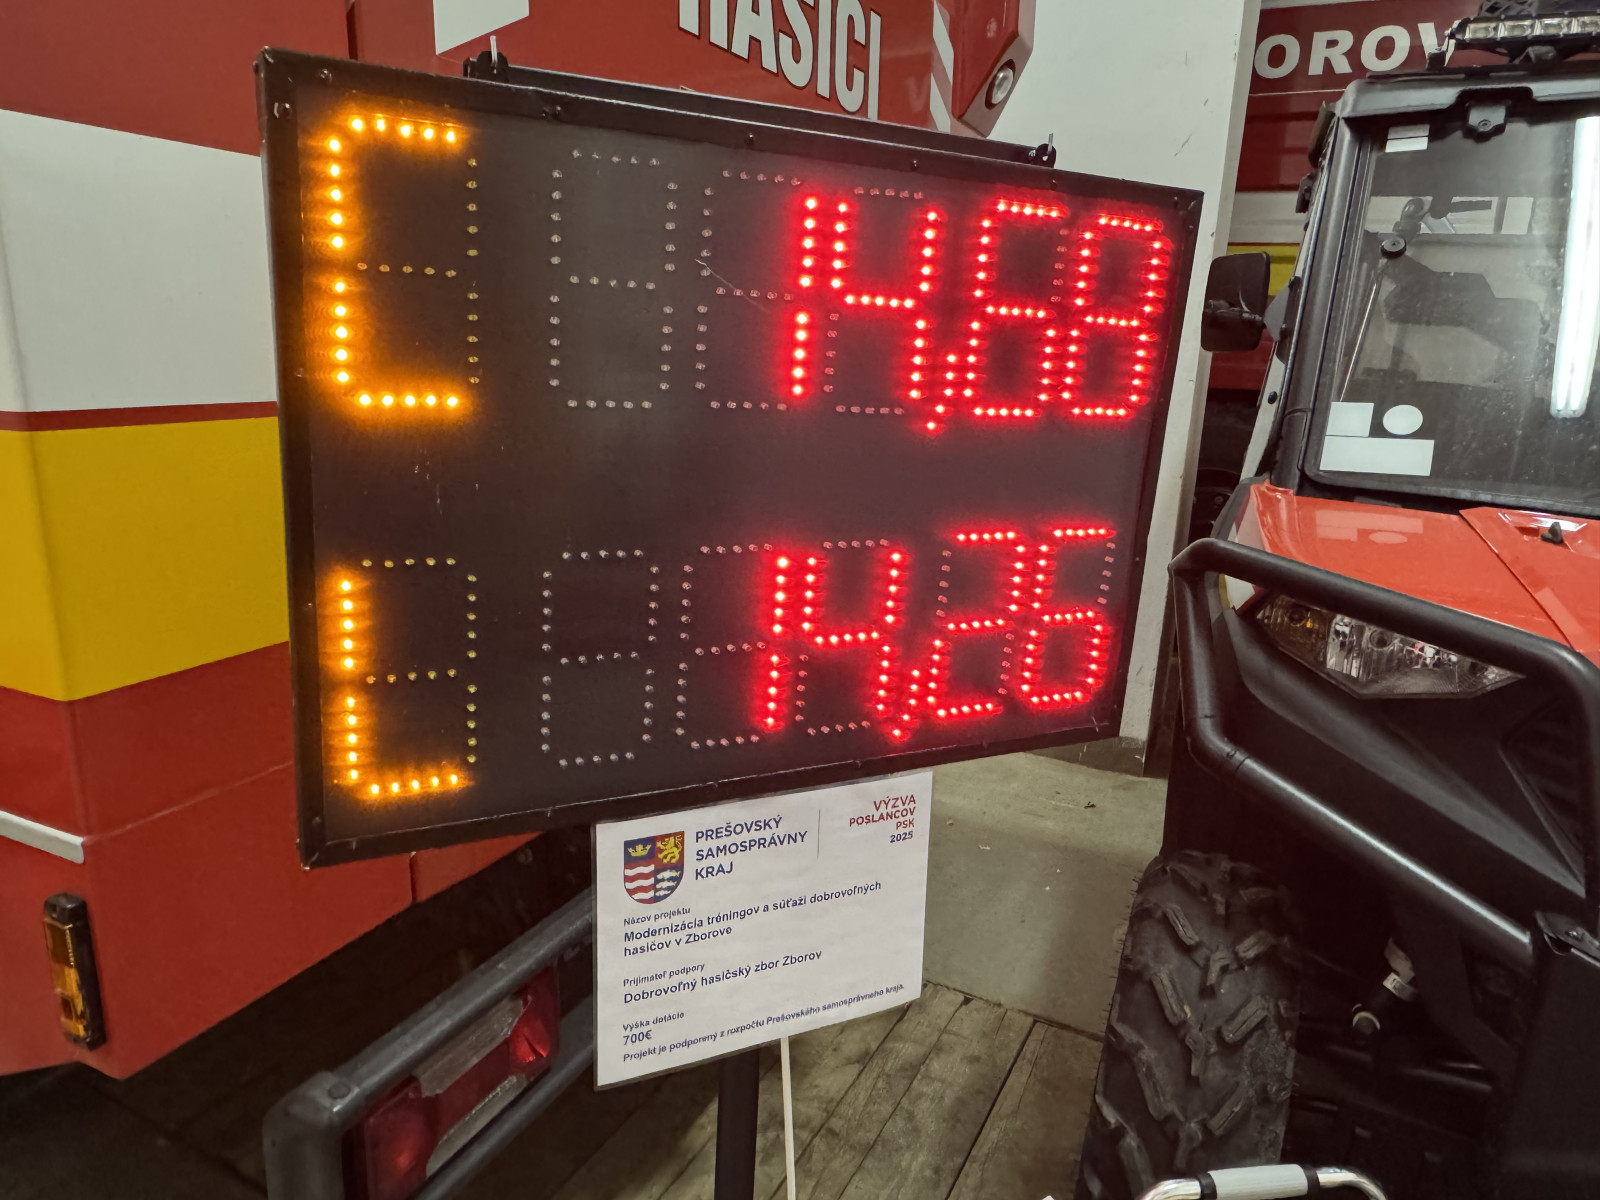 HASIČI
OROV
C 14,68
L 14,26
PREŠOVSKÝ
SAMOSPRÁVNY
KRAJ
VÝZVA
POSLANCOV
PSK
2025
Názov projektu
Modernizácia tréningov a súťaží dobrovoľných
hasičov v Zborove
Prijímateľ podpory
Dobrovoľný hasičský zbor Zborov
Výška dotácie
700€
Projekt je podporený z rozpočtu Prešovského samosprávneho kraja.